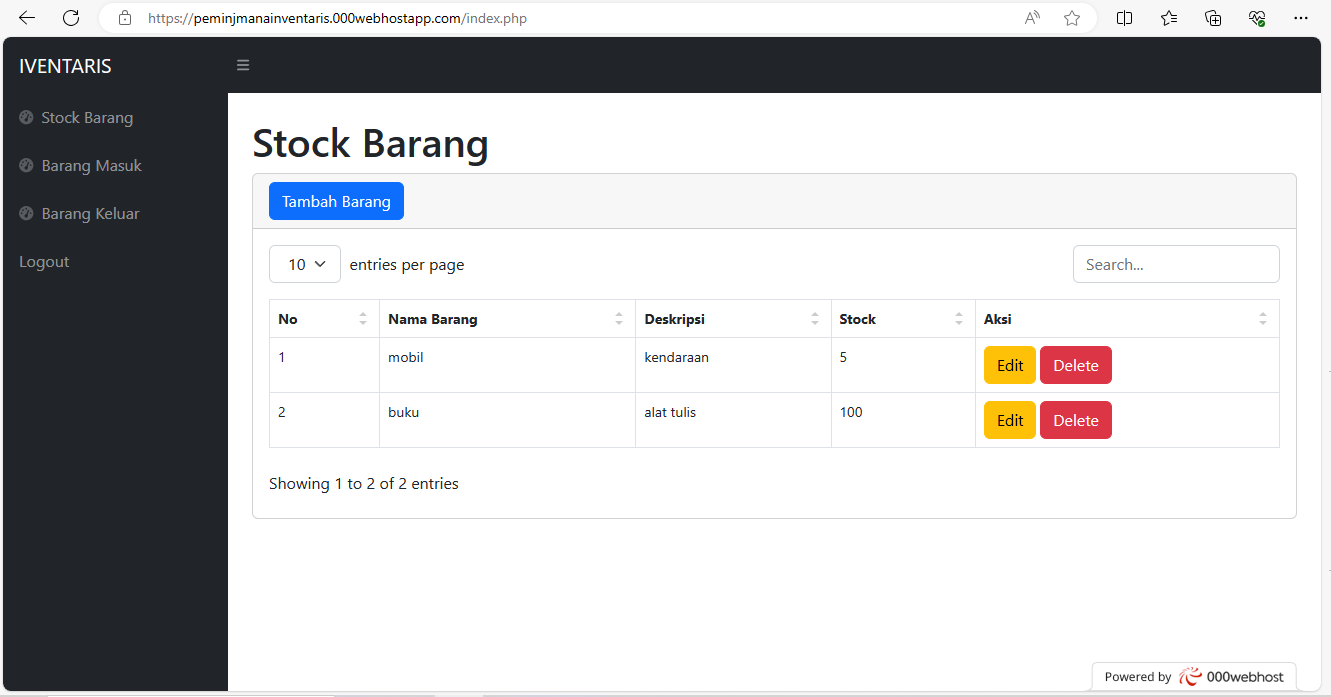 https://peminjmanainventaris.000webhostapp.com/index.php
IVENTARIS
Stock Barang
Barang Masuk
Barang Keluar
Logout
Stock Barang
Tambah Barang
10 entries per page
Search...
No Nama Barang Deskripsi Stock Aksi
1 mobil kendaraan 5 Edit Delete
2 buku alat tulis 100 Edit Delete
Showing 1 to 2 of 2 entries
Powered by 000webhost